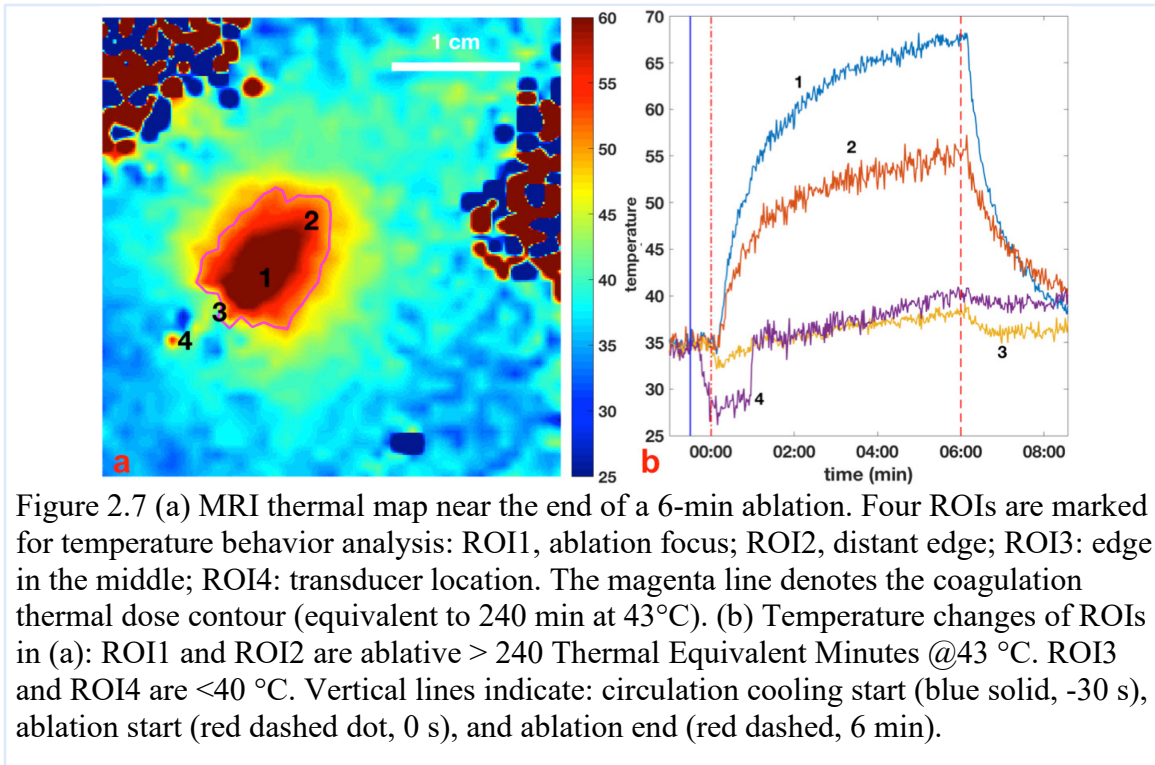 1 cm
1
2
3
4
a
60
55
50
45
40
35
30
25
70
65
60
55
50
45
40
35
30
25
temperature
1
2
3
4
00:00 02:00 04:00 06:00 08:00
time (min)
b
Figure 2.7 (a) MRI thermal map near the end of a 6-min ablation. Four ROIs are marked
for temperature behavior analysis: ROI1, ablation focus; ROI2, distant edge; ROI3: edge
in the middle; ROI4: transducer location. The magenta line denotes the coagulation
thermal dose contour (equivalent to 240 min at 43°C). (b) Temperature changes of ROIs
in (a): ROI1 and ROI2 are ablative > 240 Thermal Equivalent Minutes @43 °C. ROI3
and ROI4 are <40 °C. Vertical lines indicate: circulation cooling start (blue solid, -30 s),
ablation start (red dashed dot, 0 s), and ablation end (red dashed, 6 min).